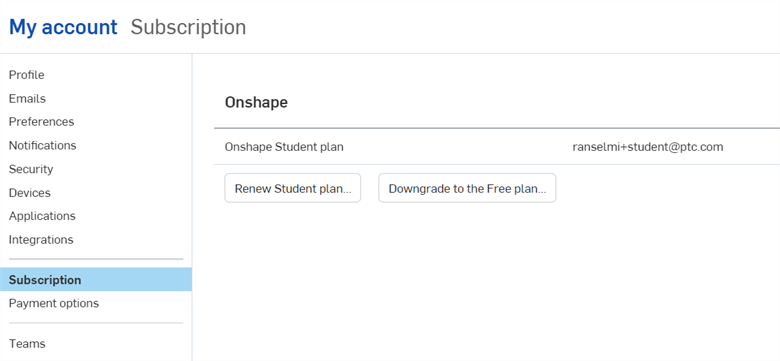 My account Subscription
Profile
Emails
Preferences
Notifications
Security
Devices
Applications
Integrations
Subscription
Payment options
Teams
Onshape
Onshape Student plan ranselmi+student@ptc.com
Renew Student plan... Downgrade to the Free plan...